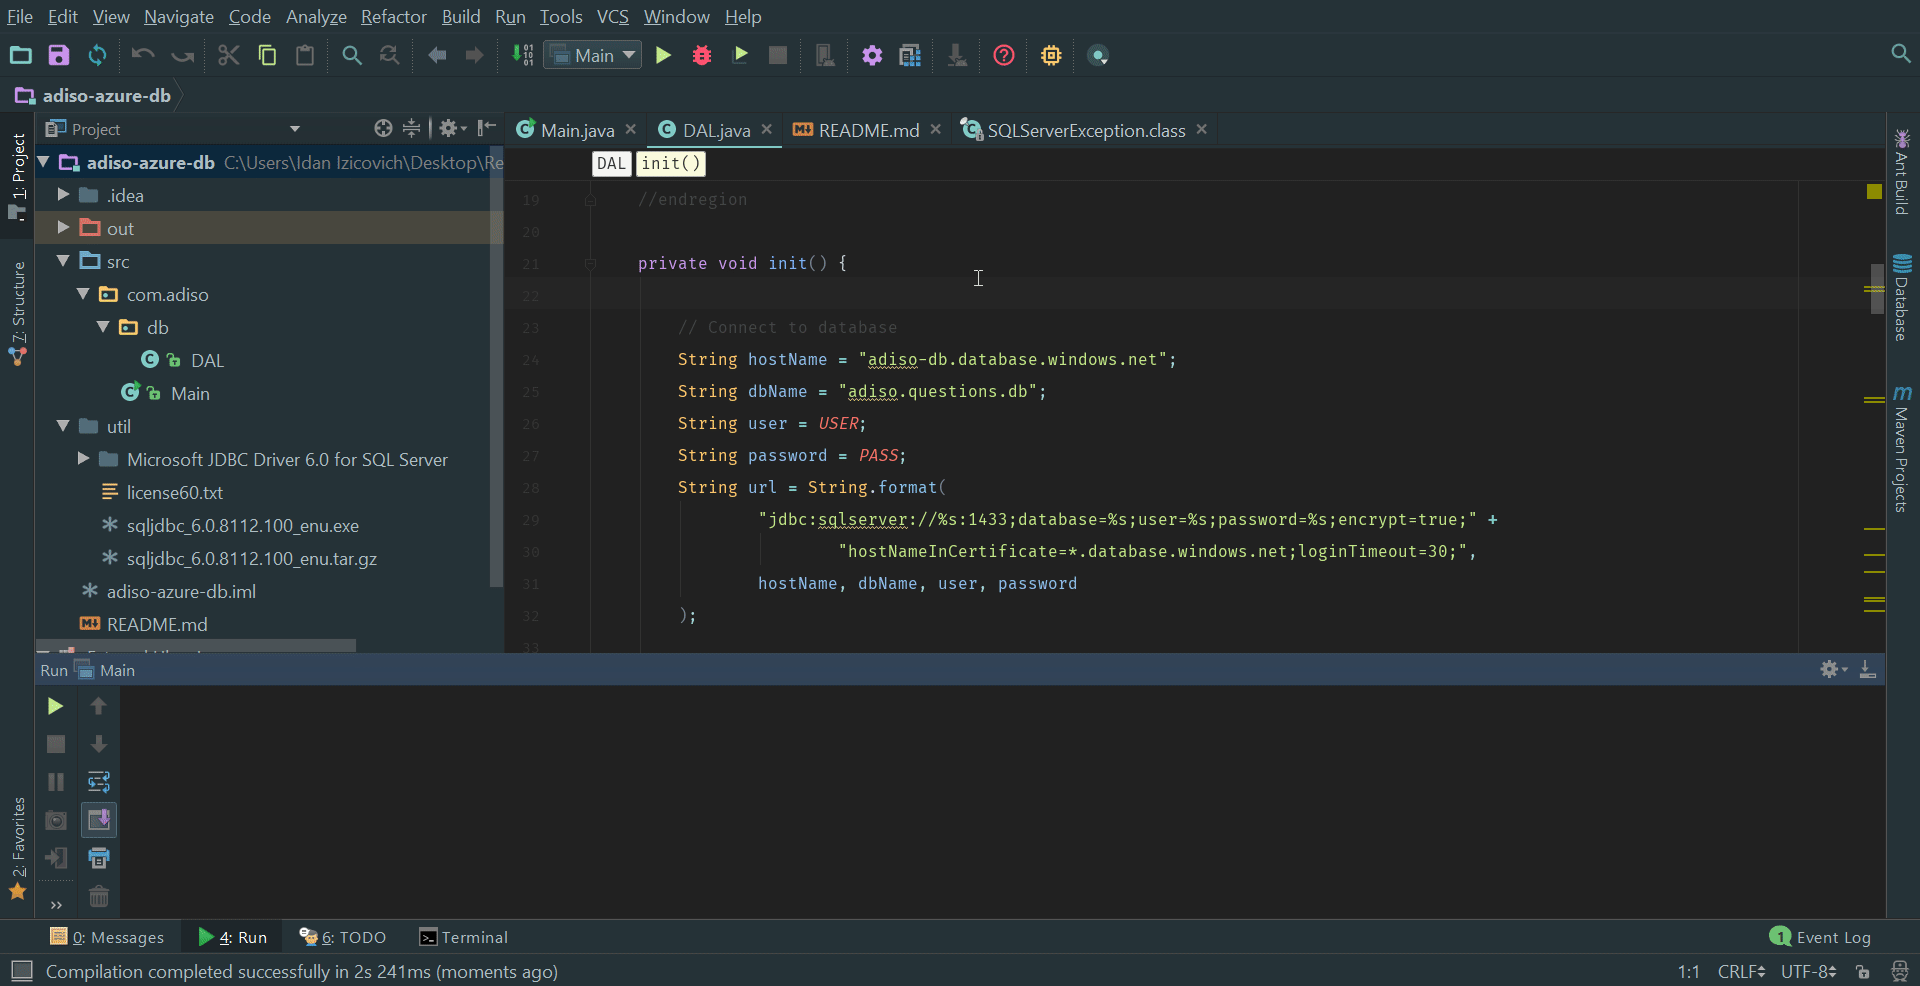 File Edit View Navigate Code Analyze Refactor Build Run Tools VCS Window Help
Main
adiso-azure-db
Project
Main.java DAL.java README.md SQLServerException.class
DAL init()
1: Project
7: Structure
2: Favorites
adiso-azure-db C:\Users\Idan Izicovich\Desktop\Re
.idea
out
src
com.adiso
db
DAL
Main
util
Microsoft JDBC Driver 6.0 for SQL Server
license60.txt
sqljdbc_6.0.8112.100_enu.exe
sqljdbc_6.0.8112.100_enu.tar.gz
adiso-azure-db.iml
README.md
19 //endregion
20
21 private void init() {
22
23 // Connect to database
24 String hostName = "adiso-db.database.windows.net";
25 String dbName = "adiso.questions.db";
26 String user = USER;
27 String password = PASS;
28 String url = String.format(
29 "jdbc:sqlserver://%s:1433;database=%s;user=%s;password=%s;encrypt=true;" +
30 "hostNameInCertificate=*.database.windows.net;loginTimeout=30;",
31 hostName, dbName, user, password
32 );
33
Ant Build
Database
Maven Projects
Run Main
0: Messages 4: Run 6: TODO Terminal 1 Event Log
Compilation completed successfully in 2s 241ms (moments ago) 1:1 CRLF UTF-8